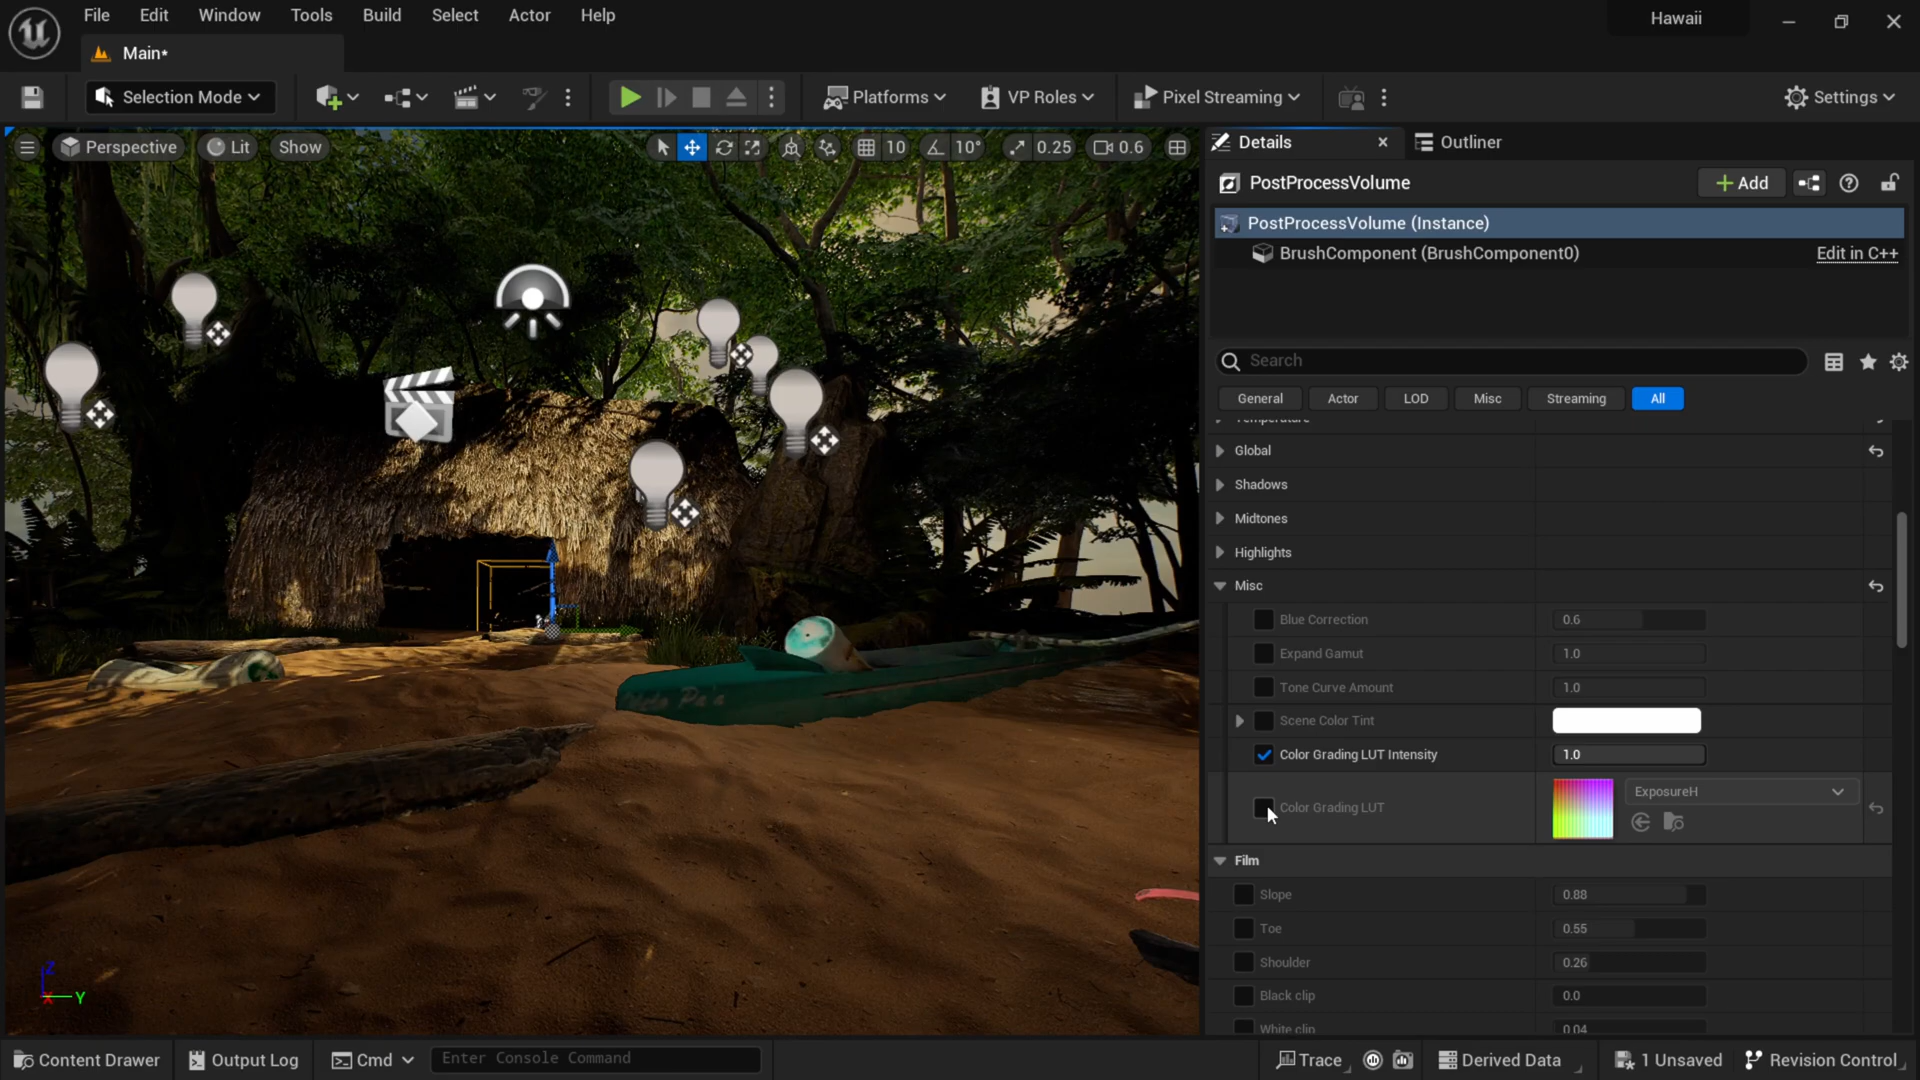 File Edit Window Tools Build Select Actor Help
Hawaii
Main*
Selection Mode
Platforms
VP Roles
Pixel Streaming
Settings
Perspective Lit Show
10
10°
0.25
0.6
Details
Outliner
PostProcessVolume
Add
PostProcessVolume (Instance)
BrushComponent (BrushComponent0)
Edit in C++
Search
General Actor LOD Misc Streaming All
Temperature
Global
Shadows
Midtones
Highlights
Misc
Blue Correction 0.6
Expand Gamut 1.0
Tone Curve Amount 1.0
Scene Color Tint
Color Grading LUT Intensity 1.0
Color Grading LUT
ExposureH
Film
Slope 0.88
Toe 0.55
Shoulder 0.26
Black clip 0.0
White clip 0.04
Z
X
Y
Content Drawer
Output Log
Cmd
Enter Console Command
Trace
Derived Data
1 Unsaved
Revision Control